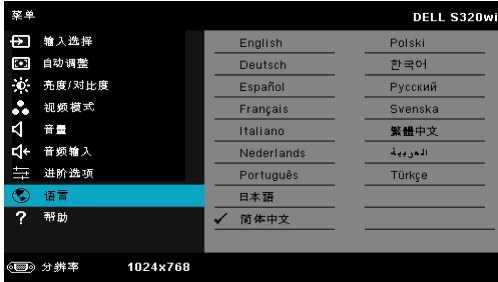 菜单
DELL S320wi
输入选择
自动调整
亮度/对比度
视频模式
音量
音频输入
进阶选项
语言
帮助
English
Deutsch
Español
Français
Italiano
Nederlands
Português
日本語
简体中文
Polski
한국어
Русский
Svenska
繁體中文
العربية
Türkçe
分辨率 1024x768